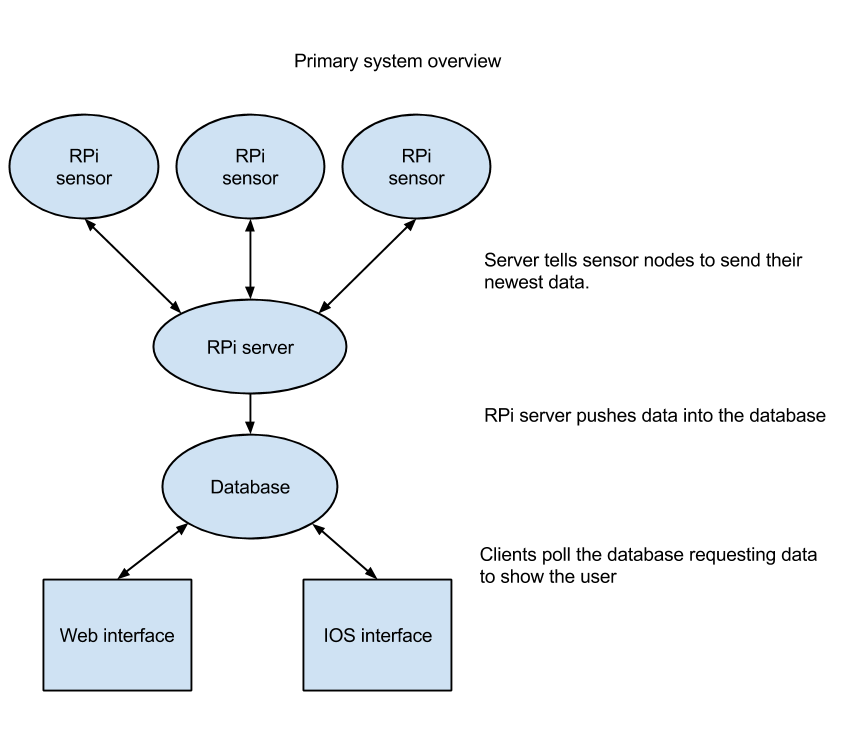 Primary system overview
RPi
sensor
RPi
sensor
RPi
sensor
Server tells sensor nodes to send their
newest data.
RPi server
RPi server pushes data into the database
Database
Clients poll the database requesting data
to show the user
Web interface
IOS interface